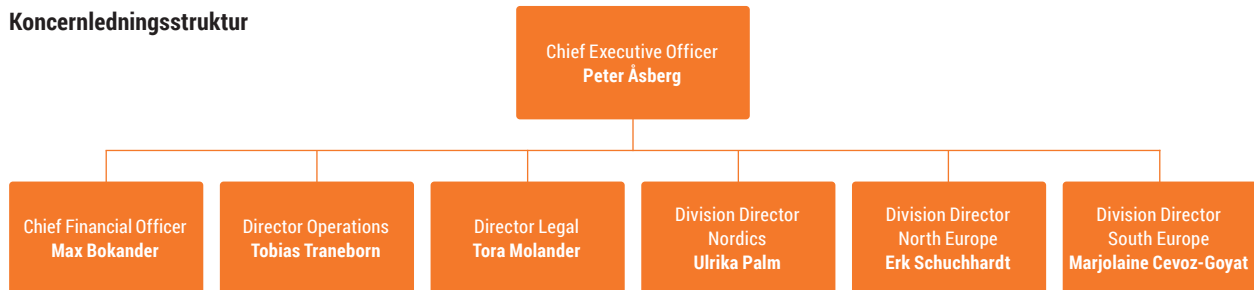 Koncernledningsstruktur
Chief Executive Officer
Peter Åsberg
Chief Financial Officer
Max Bokander
Director Operations
Tobias Traneborn
Director Legal
Tora Molander
Division Director
Nordics
Ulrika Palm
Division Director
North Europe
Erk Schuchhardt
Division Director
South Europe
Marjolaine Cevoz-Goyat